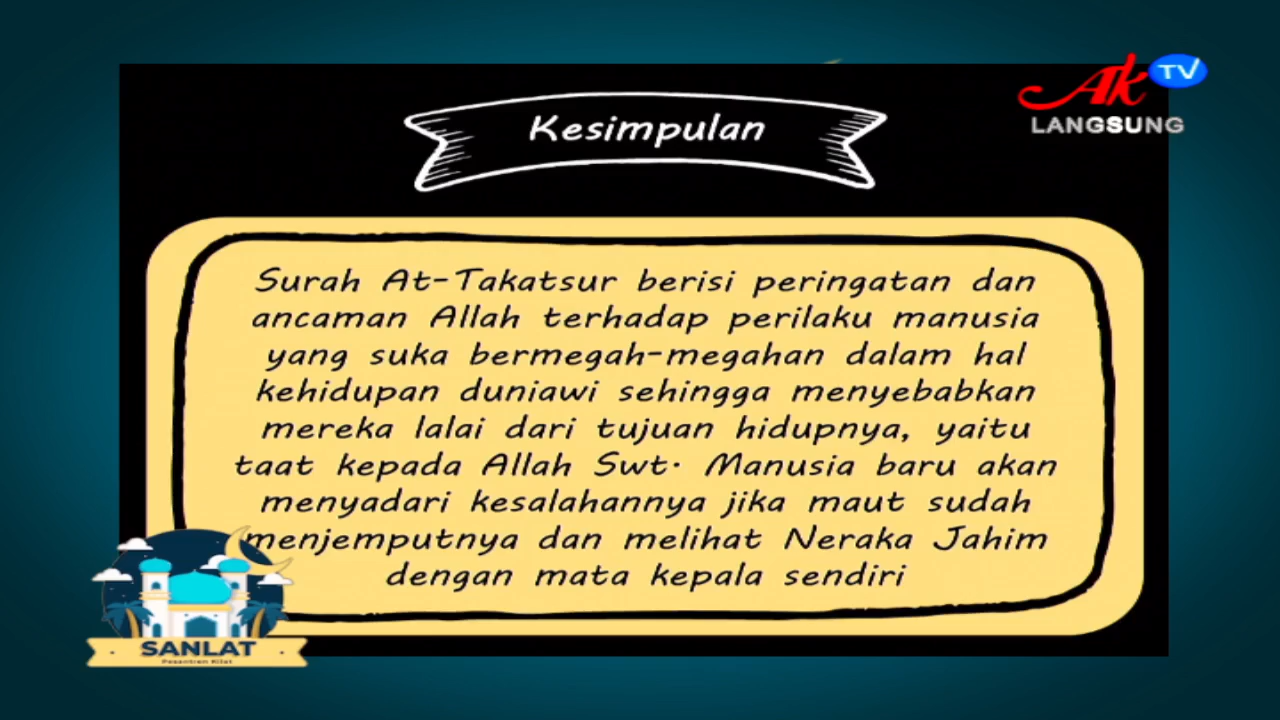 Ak TV
LANGSUNG
Kesimpulan
Surah At-Takatsur berisi peringatan dan
ancaman Allah terhadap perilaku manusia
yang suka bermegah-megahan dalam hal
kehidupan duniawi sehingga menyebabkan
mereka lalai dari tujuan hidupnya, yaitu
taat kepada Allah Swt. Manusia baru akan
menyadari kesalahannya jika maut sudah
menjemputnya dan melihat Neraka Jahim
dengan mata kepala sendiri
SANLAT
Pesantren Kilat